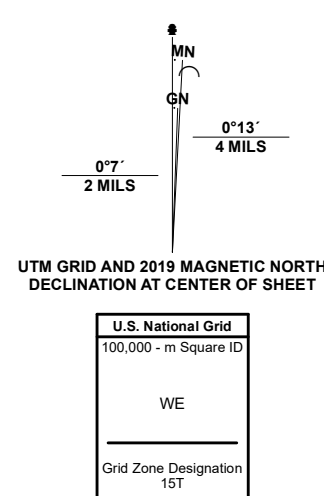 MN
GN
0°13´
4 MILS
0°7´
2 MILS
UTM GRID AND 2019 MAGNETIC NORTH
DECLINATION AT CENTER OF SHEET
U.S. National Grid
100,000 - m Square ID
WE
Grid Zone Designation
15T